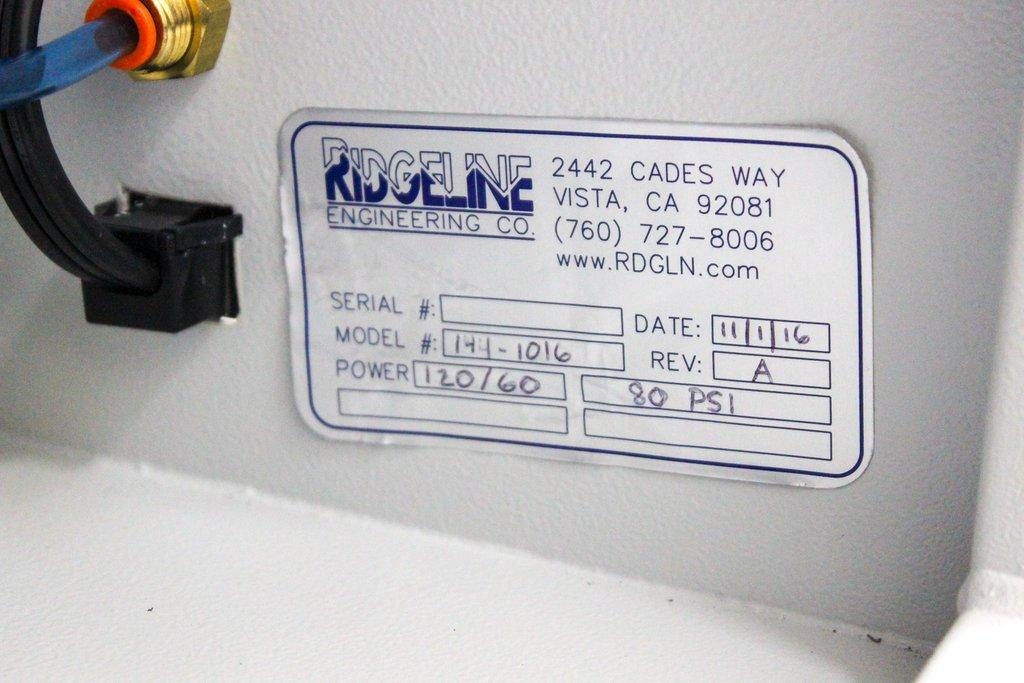 RIDGELINE
ENGINEERING CO.
2442 CADES WAY
VISTA, CA 92081
(760) 727-8006
www.RDGLN.com
SERIAL #:
DATE: 11/1/16
MODEL #: 144-1016
REV: A
POWER 120/60
80 PSI